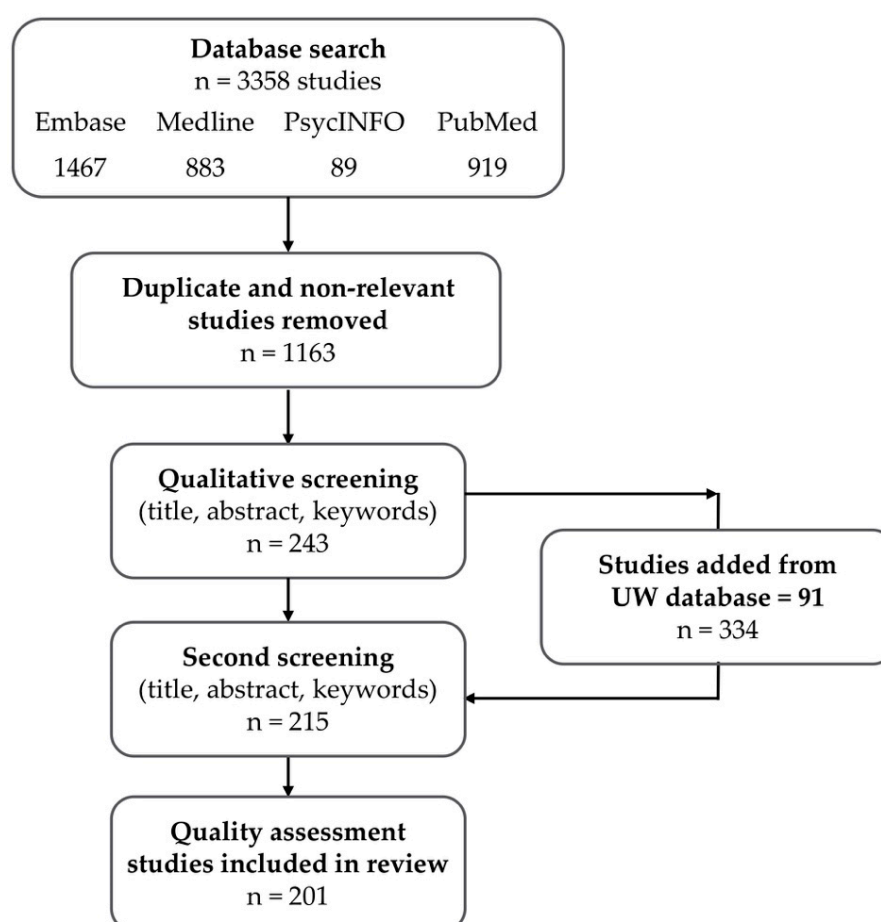 Database search
n = 3358 studies
Embase Medline PsycINFO PubMed
1467 883 89 919
Duplicate and non-relevant
studies removed
n = 1163
Qualitative screening
(title, abstract, keywords)
n = 243
Studies added from
UW database = 91
n = 334
Second screening
(title, abstract, keywords)
n = 215
Quality assessment
studies included in review
n = 201